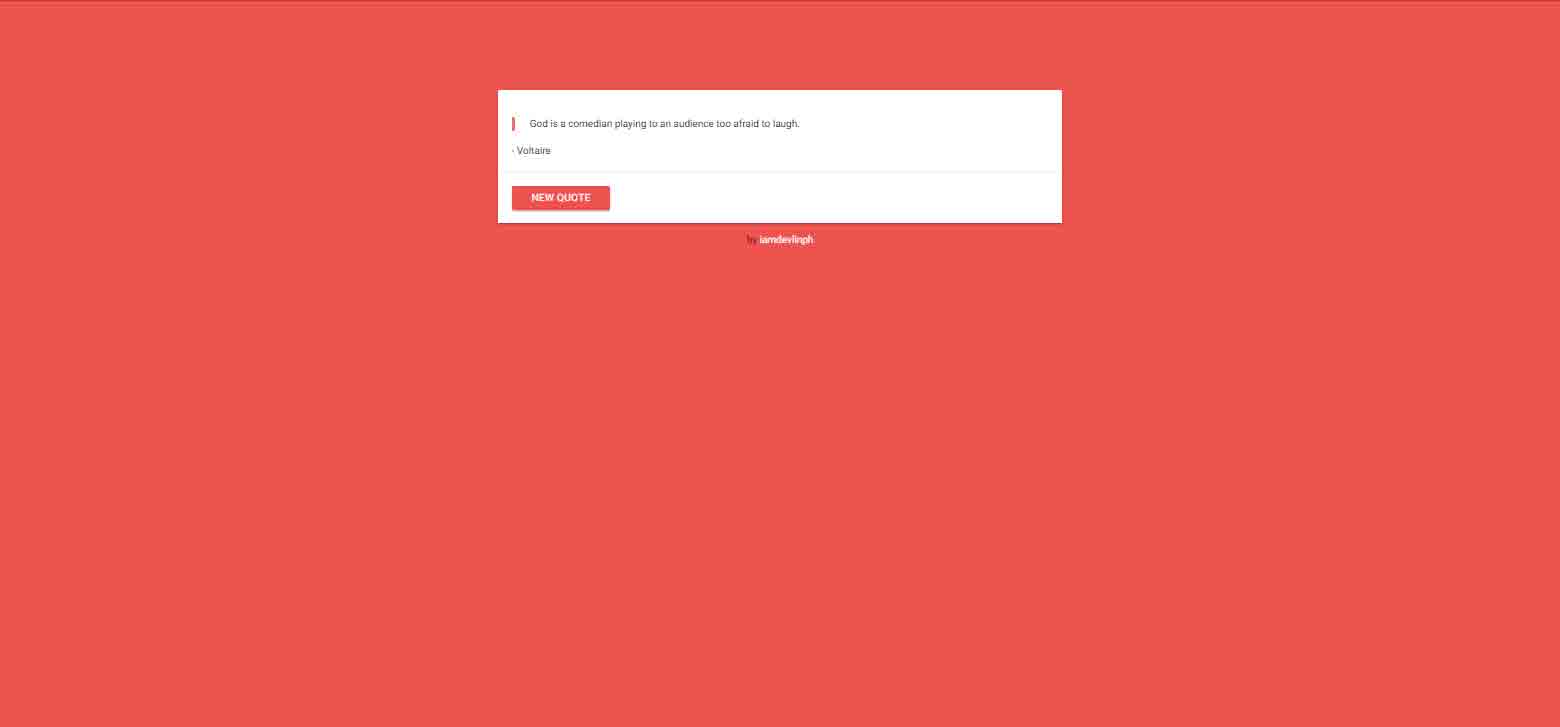 God is a comedian playing to an audience too afraid to laugh.
- Voltaire
NEW QUOTE
by iamdevlinph